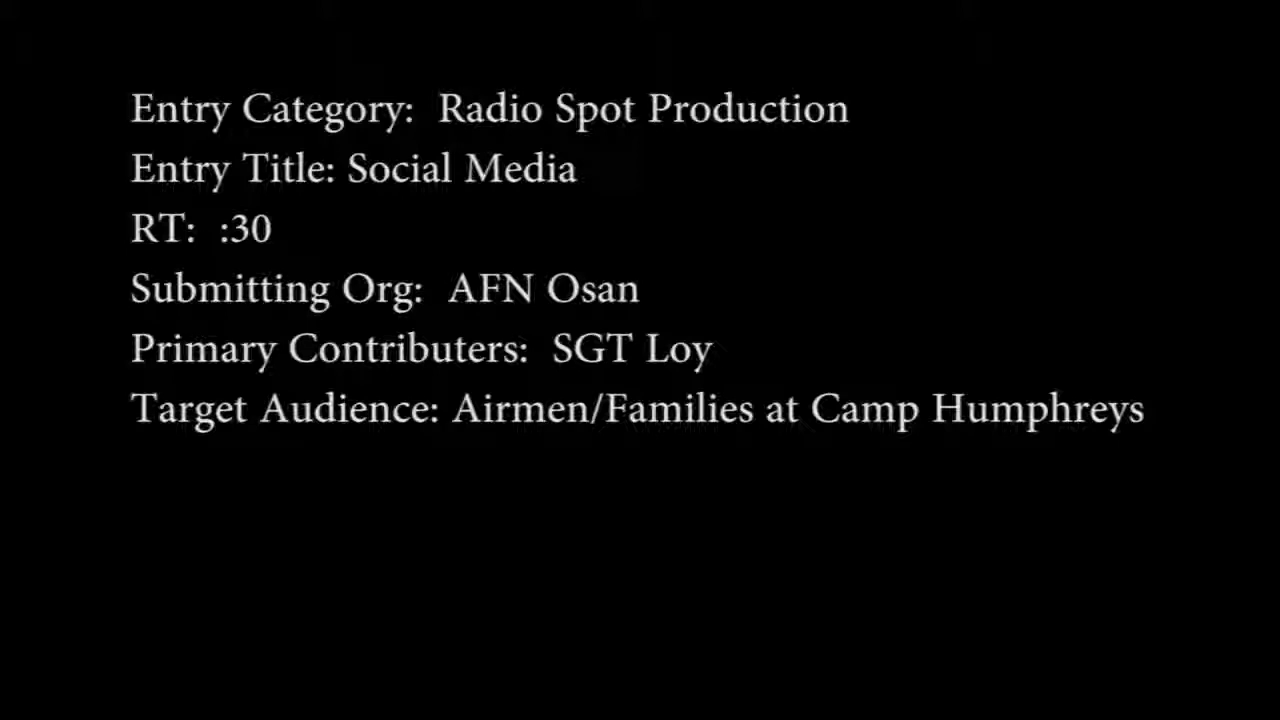 Entry Category:  Radio Spot Production
Entry Title: Social Media
RT:  :30
Submitting Org:  AFN Osan
Primary Contributers:  SGT Loy
Target Audience: Airmen/Families at Camp Humphreys